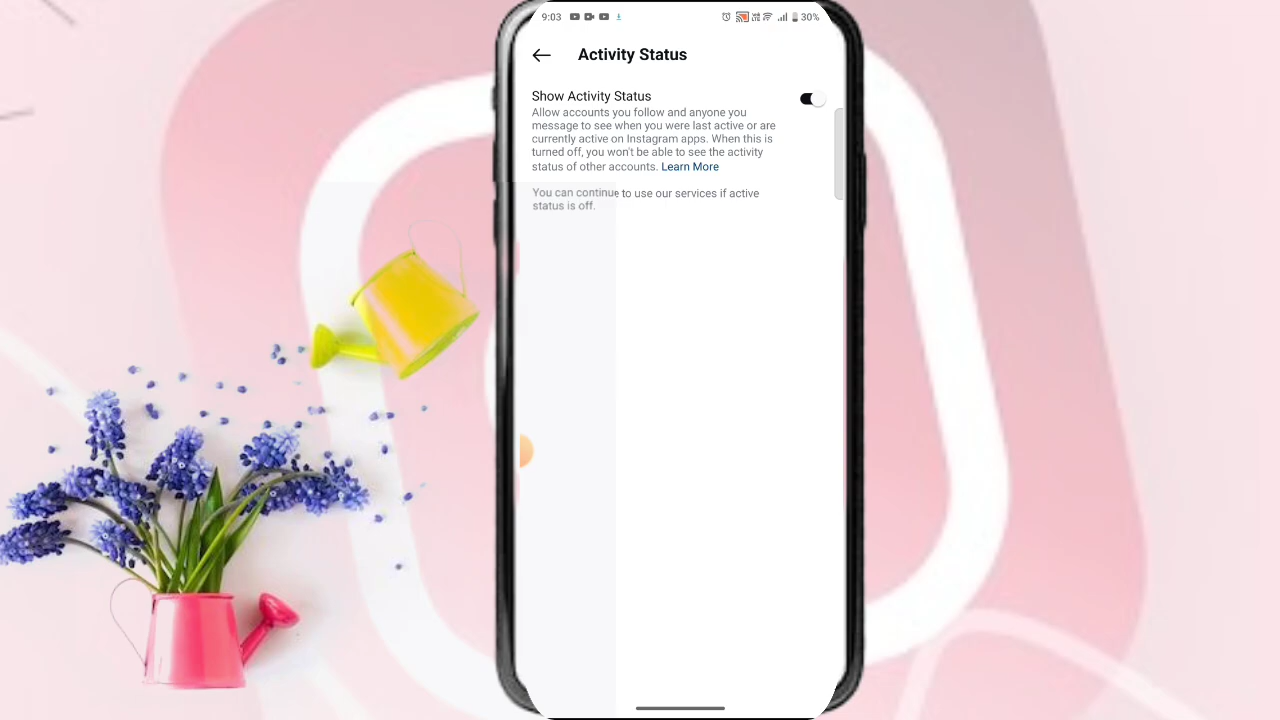 9:03 30%
Activity Status
Show Activity Status
Allow accounts you follow and anyone you
message to see when you were last active or are
currently active on Instagram apps. When this is
turned off, you won't be able to see the activity
status of other accounts. Learn More
You can continue to use our services if active
status is off.